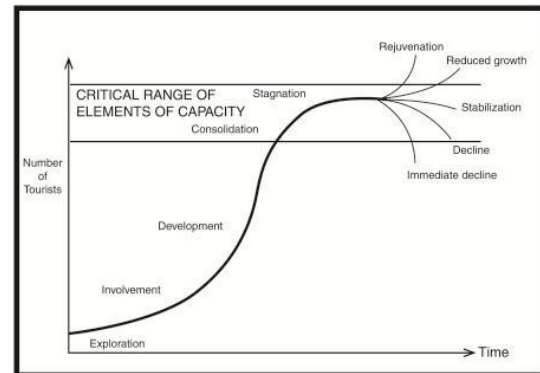 Rejuvenation
Reduced growth
CRITICAL RANGE OF
ELEMENTS OF CAPACITY
Stagnation
Stabilization
Consolidation
Decline
Number
of
Tourists
Immediate decline
Development
Involvement
Exploration
Time